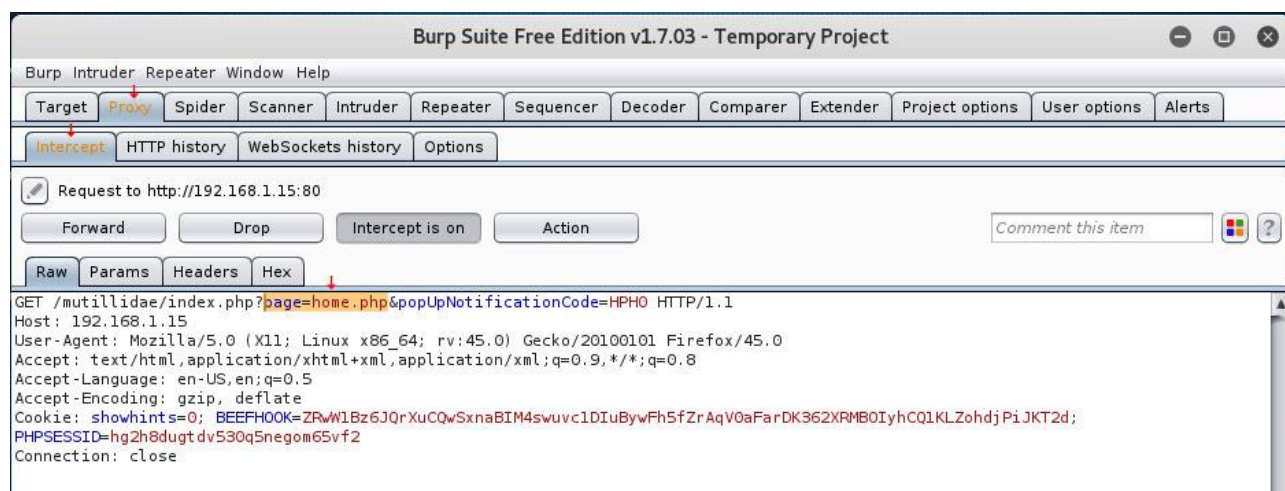 Burp Suite Free Edition v1.7.03 - Temporary Project
Burp Intruder Repeater Window Help
Target Proxy Spider Scanner Intruder Repeater Sequencer Decoder Comparer Extender Project options User options Alerts
Intercept HTTP history WebSockets history Options
Request to http://192.168.1.15:80
Forward Drop Intercept is on Action Comment this item ?
Raw Params Headers Hex
GET /mutillidae/index.php?page=home.php&popUpNotificationCode=HPH0 HTTP/1.1
Host: 192.168.1.15
User-Agent: Mozilla/5.0 (X11; Linux x86_64; rv:45.0) Gecko/20100101 Firefox/45.0
Accept: text/html,application/xhtml+xml,application/xml;q=0.9,*/*;q=0.8
Accept-Language: en-US,en;q=0.5
Accept-Encoding: gzip, deflate
Cookie: showhints=0; BEEFHOOK=ZRwW1Bz6JQrXuCQwSxnaBIM4swuvc1DIuBywFh5fZrAqV0aFarDK362XRMB0IyhCQ1KLZohdjPiJKT2d;
PHPSESSID=hg2h8dugtdv530q5negom65vf2
Connection: close